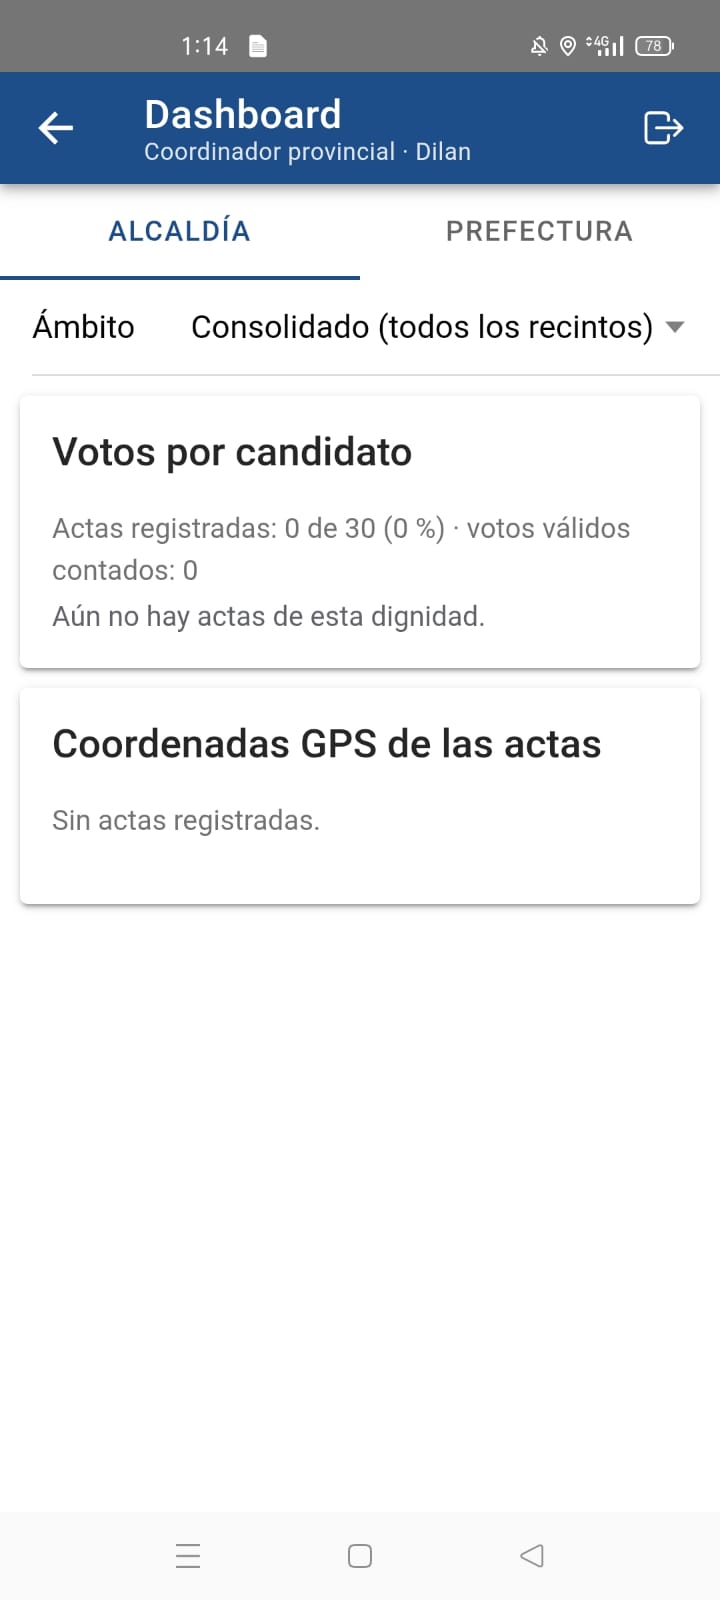 1:14
4G
78
Dashboard
Coordinador provincial · Dilan
ALCALDÍA
PREFECTURA
Ámbito
Consolidado (todos los recintos)
Votos por candidato
Actas registradas: 0 de 30 (0 %) · votos válidos
contados: 0
Aún no hay actas de esta dignidad.
Coordenadas GPS de las actas
Sin actas registradas.